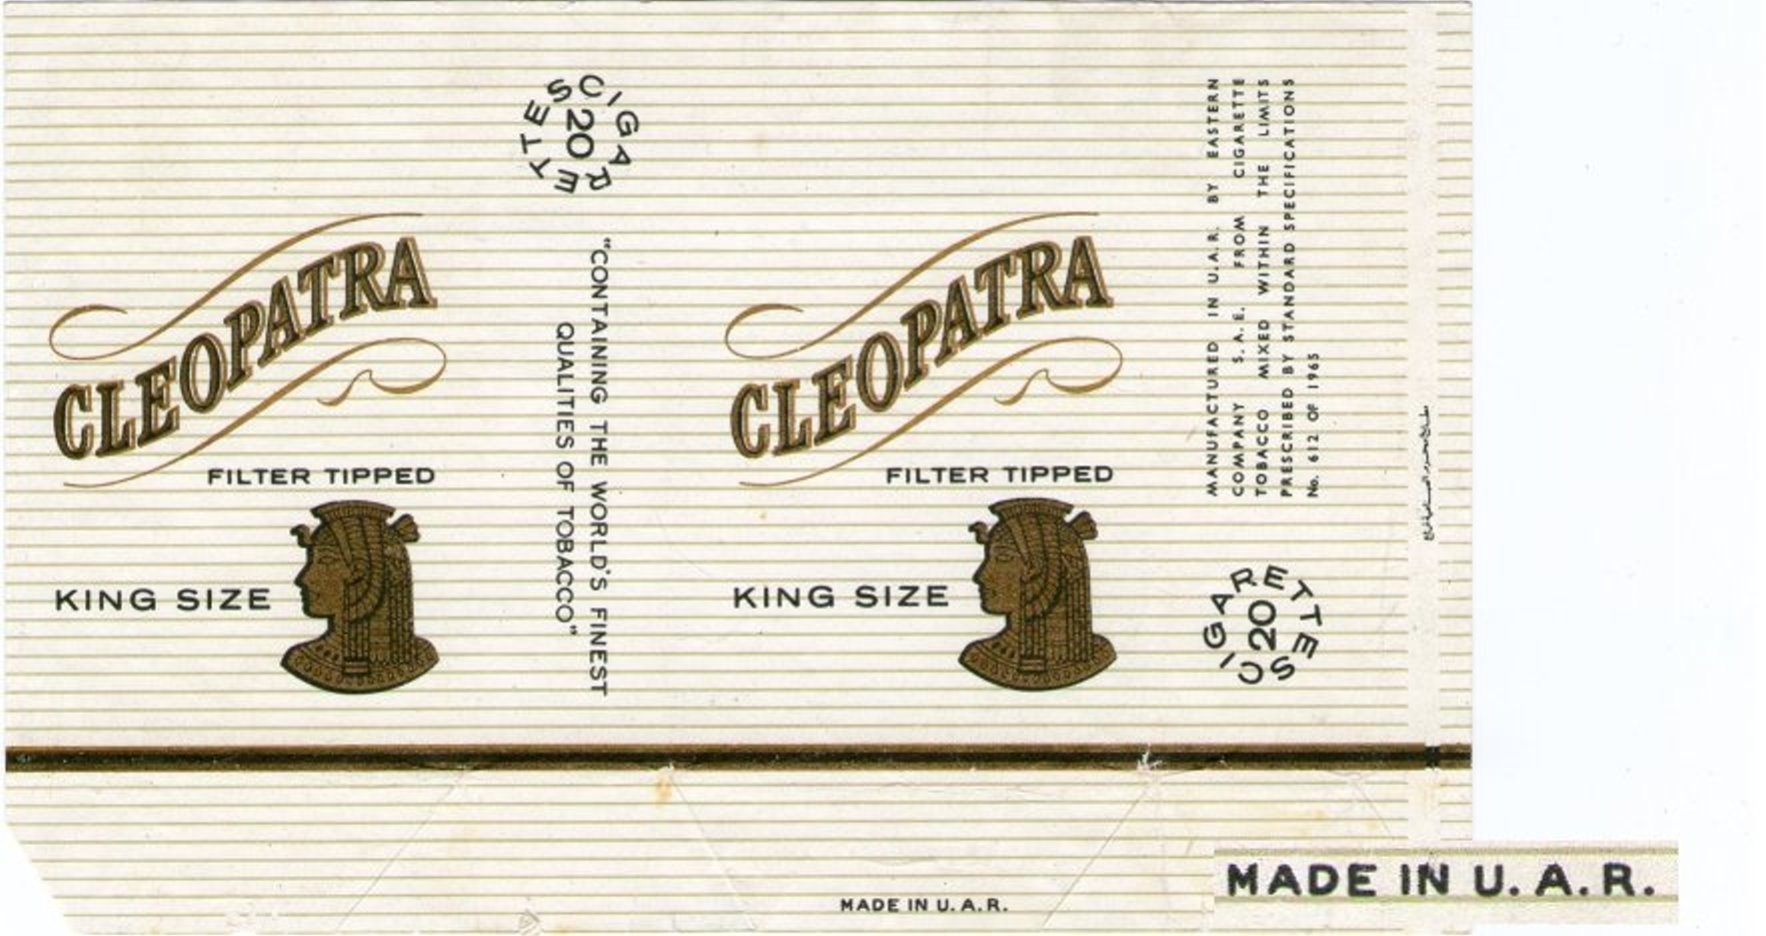 CLEOPATRA
FILTER TIPPED
KING SIZE
CIGARETTES
20
"CONTAINING THE WORLD'S FINEST
QUALITIES OF TOBACCO"
CLEOPATRA
FILTER TIPPED
KING SIZE
MANUFACTURED IN U.A.R. BY EASTERN
COMPANY S.A.E. FROM CIGARETTE
TOBACCO MIXED WITHIN THE LIMITS
PRESCRIBED BY STANDARD SPECIFICATIONS
No. 612 OF 1965
CIGARETTES
20
MADE IN U.A.R.
MADE IN U.A.R.